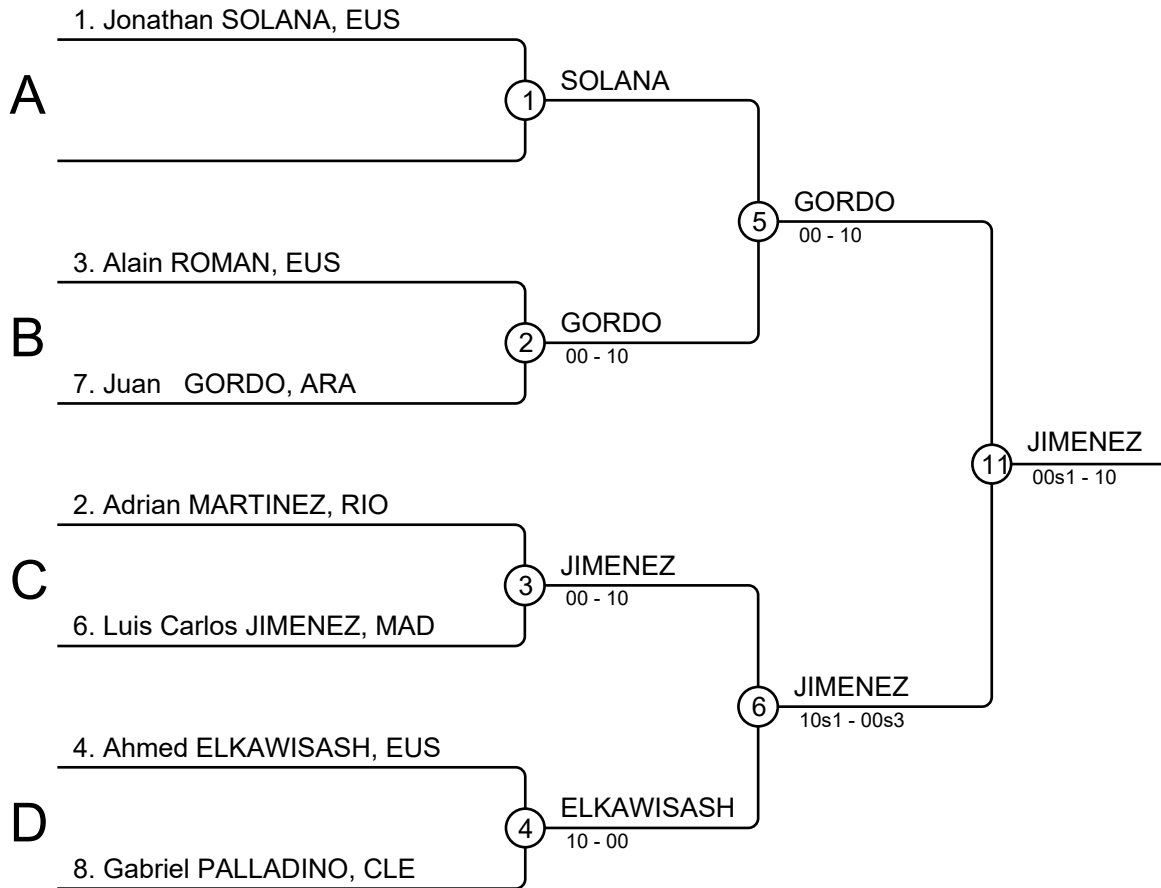 1. Jonathan SOLANA, EUS
A
1
SOLANA
5
GORDO
00 - 10
3. Alain ROMAN, EUS
B
2
GORDO
00 - 10
7. Juan GORDO, ARA
11
JIMENEZ
00s1 - 10
2. Adrian MARTINEZ, RIO
C
3
JIMENEZ
00 - 10
6. Luis Carlos JIMENEZ, MAD
6
JIMENEZ
10s1 - 00s3
4. Ahmed ELKAWISASH, EUS
D
4
ELKAWISASH
10 - 00
8. Gabriel PALLADINO, CLE